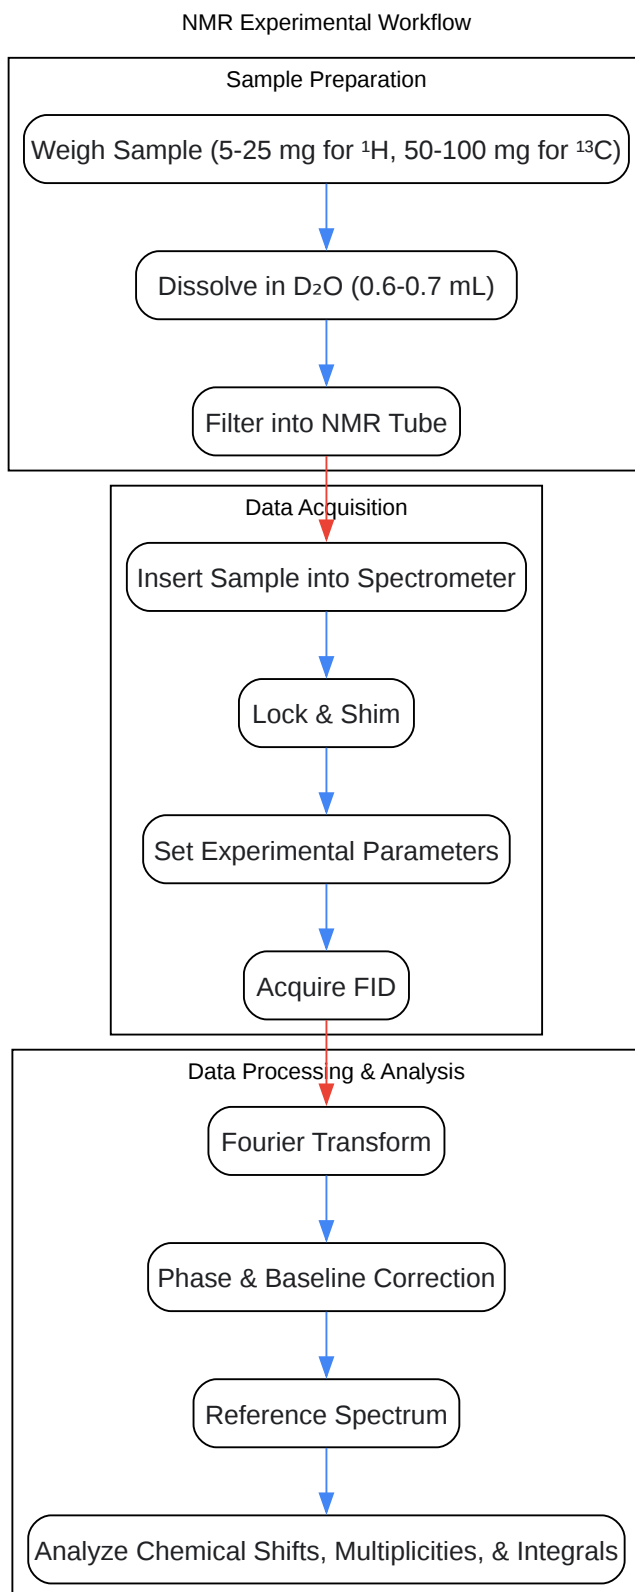 NMR Experimental Workflow
Sample Preparation
Weigh Sample (5-25 mg for ¹H, 50-100 mg for ¹³C)
Dissolve in D₂O (0.6-0.7 mL)
Filter into NMR Tube
Data Acquisition
Insert Sample into Spectrometer
Lock & Shim
Set Experimental Parameters
Acquire FID
Data Processing & Analysis
Fourier Transform
Phase & Baseline Correction
Reference Spectrum
Analyze Chemical Shifts, Multiplicities, & Integrals